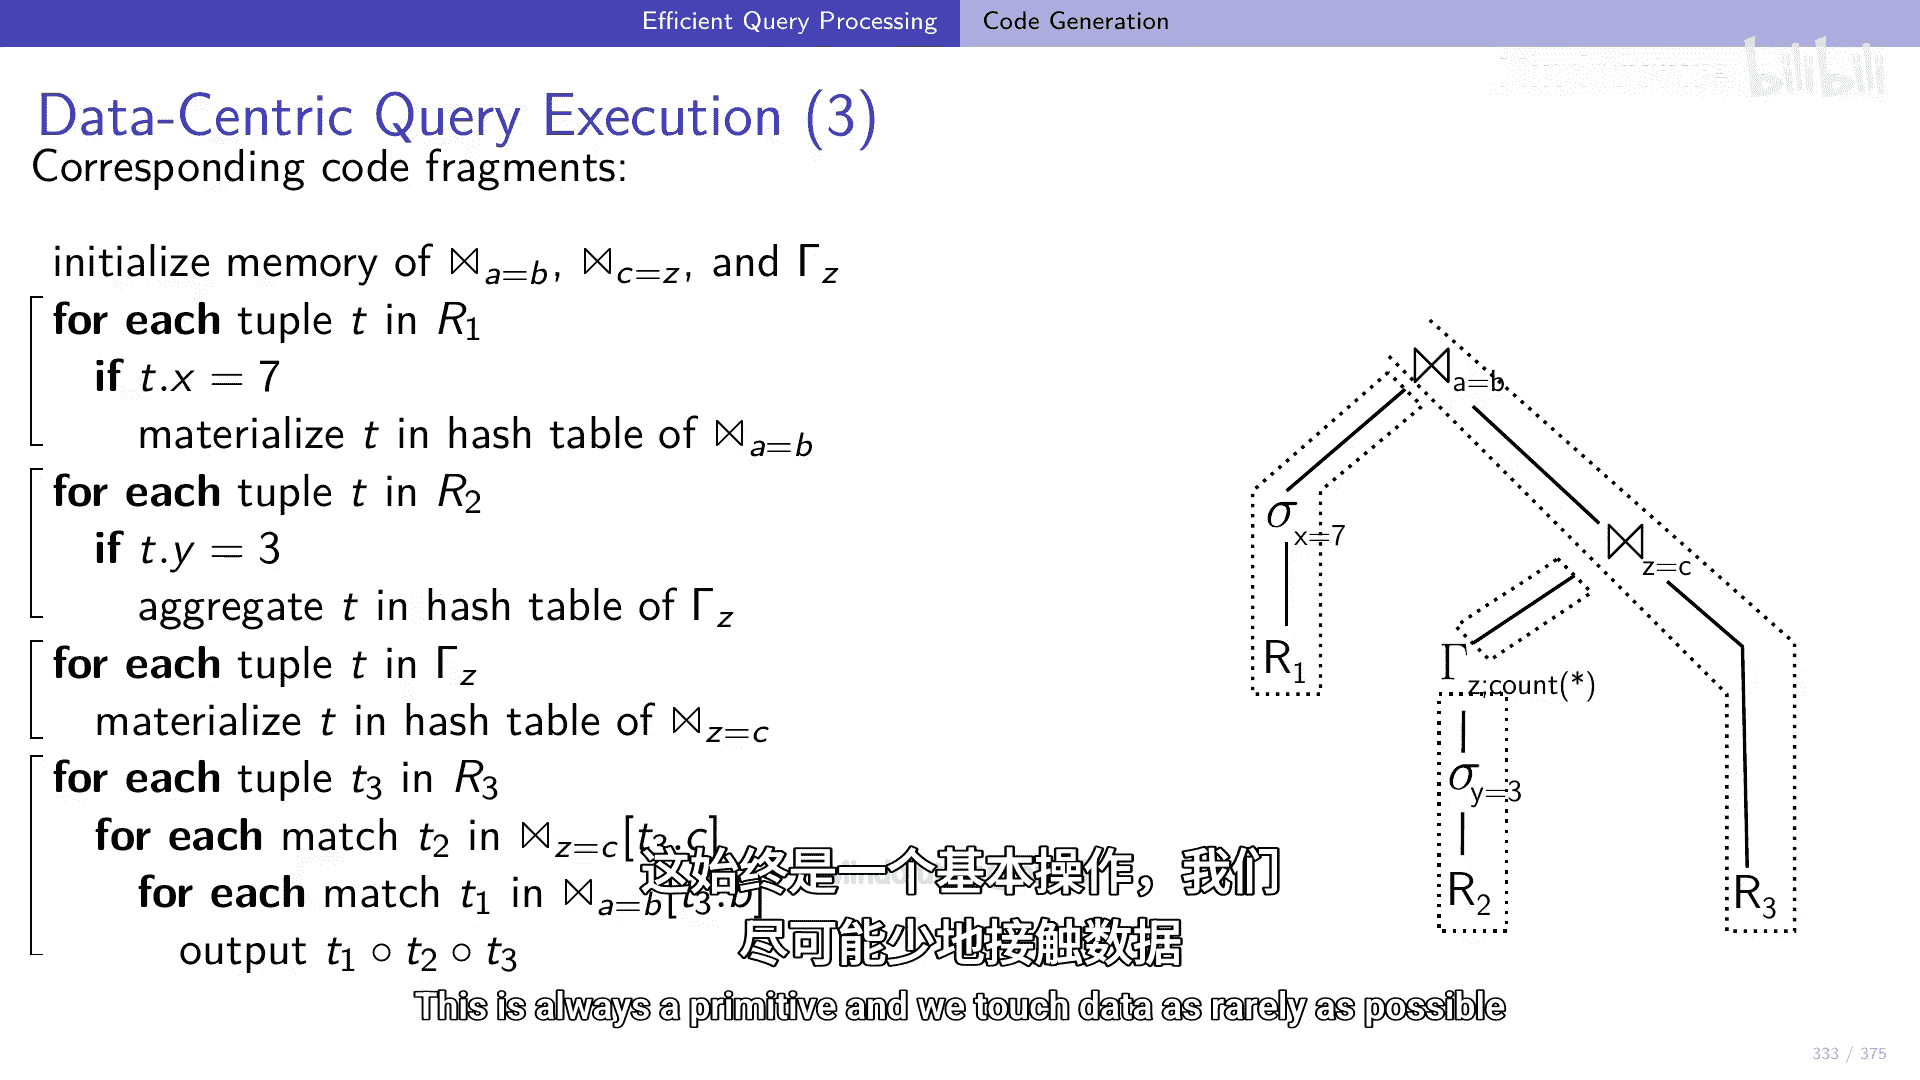 Efficient Query Processing
Code Generation
bilibili
Data-Centric Query Execution (3)
Corresponding code fragments:
initialize memory of ⋈a=b, ⋈c=z, and Γz
for each tuple t in R1
if t.x = 7
materialize t in hash table of ⋈a=b
for each tuple t in R2
if t.y = 3
aggregate t in hash table of Γz
for each tuple t in Γz
materialize t in hash table of ⋈z=c
for each tuple t3 in R3
for each match t2 in ⋈z=c[t3.c]
for each match t1 in ⋈a=b[t3.b]
output t1 ∘ t2 ∘ t3
⋈a=b
σx=7
⋈z=c
R1
Γz;count(*)
σy=3
R2
R3
这始终是一个基本操作，我们
尽可能少地接触数据
This is always a primitive and we touch data as rarely as possible
333 / 375